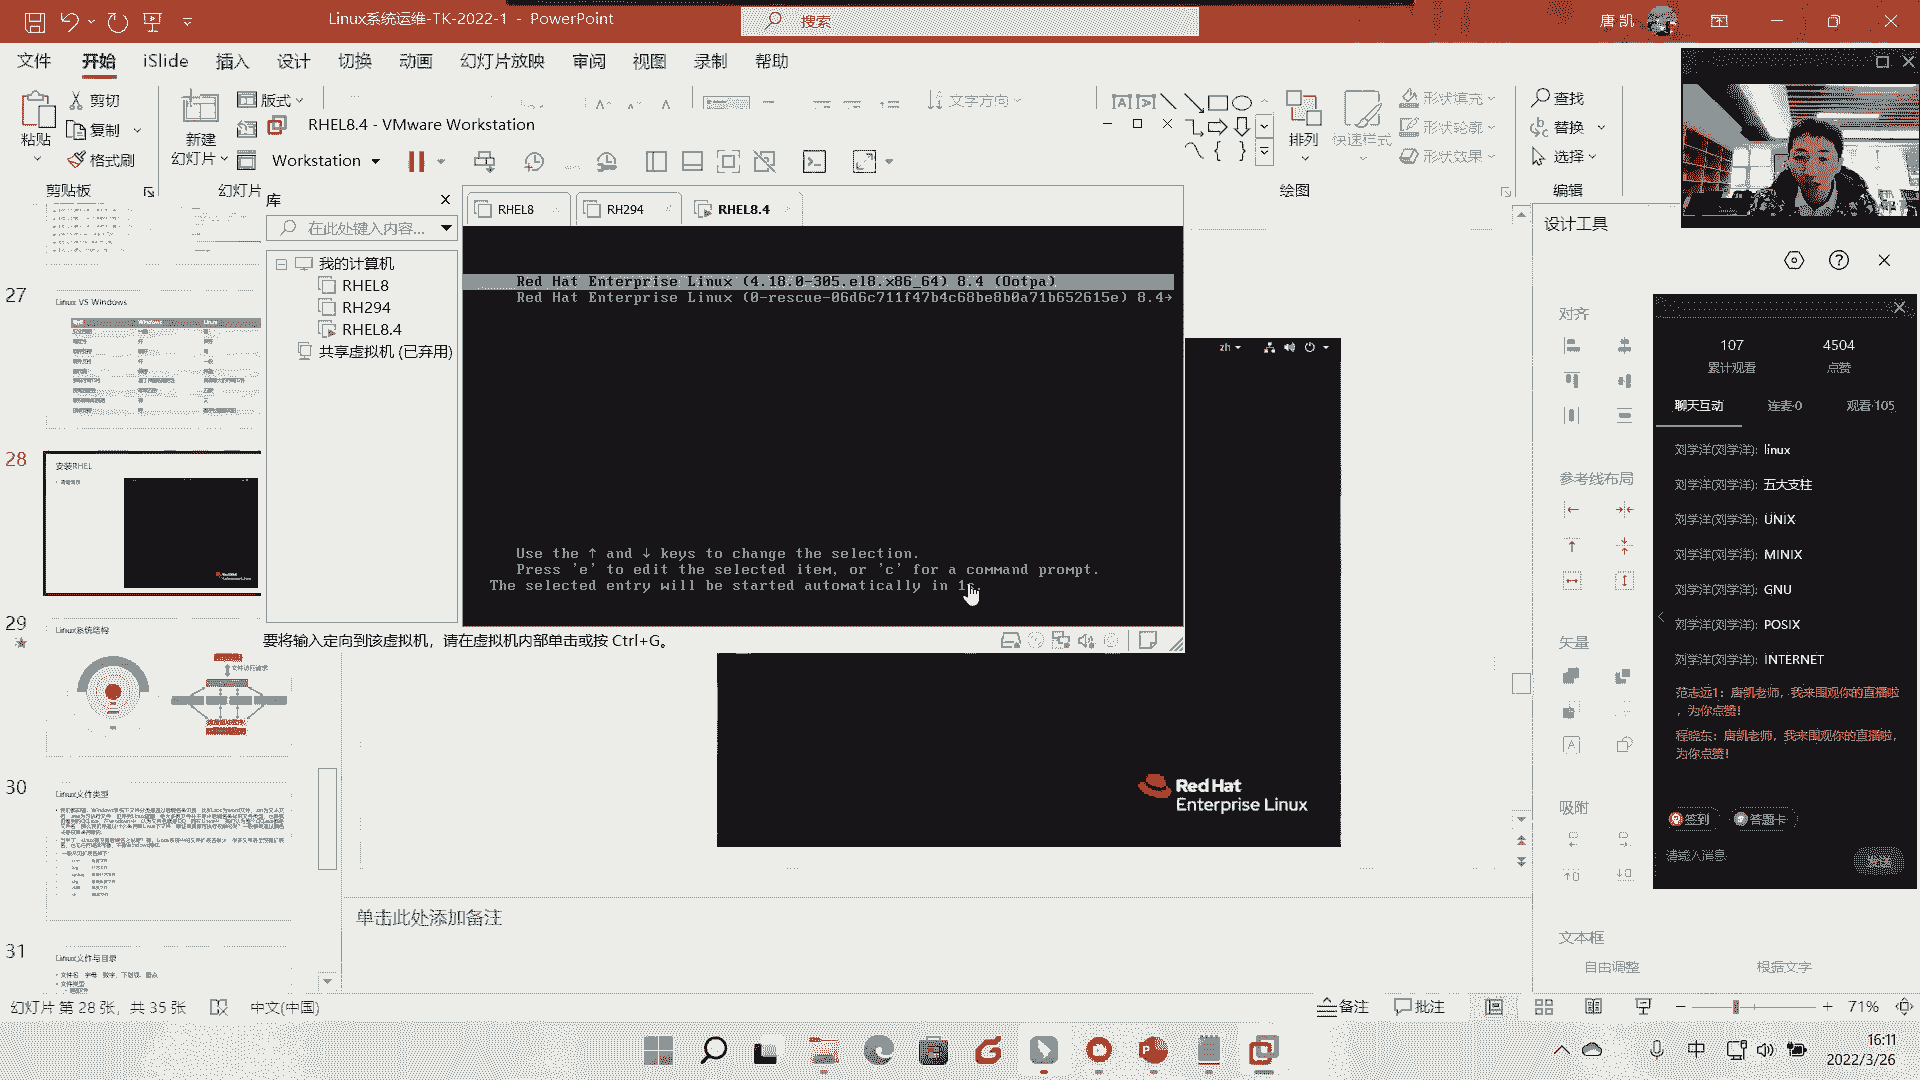 Linux系统运维-TK-2022-1 - PowerPoint
搜索
唐 凯
文件 开始 iSlide 插入 设计 切换 动画 幻灯片放映 审阅 视图 录制 帮助
粘贴
剪切
复制
格式刷
剪贴板
新建
幻灯片
版式
幻灯片
文字方向
排列
快速样式
形状填充
形状轮廓
形状效果
绘图
查找
替换
选择
编辑
RHEL8.4 - VMware Workstation
Workstation
库
在此处键入内容...
我的计算机
RHEL8
RH294
RHEL8.4
共享虚拟机 (已弃用)
RHEL8
RH294
RHEL8.4
Red Hat Enterprise Linux (4.18.0-305.el8.x86_64) 8.4 (Ootpa)
Red Hat Enterprise Linux (0-rescue-06d6c711f47b4c68be8b0a71b652615e) 8.4→
Use the ↑ and ↓ keys to change the selection.
Press 'e' to edit the selected item, or 'c' for a command prompt.
The selected entry will be started automatically in 1s.
要将输入定向到该虚拟机，请在虚拟机内部单击或按 Ctrl+G。
zh
Red Hat
Enterprise Linux
27
Linux VS Windows
28
安装RHEL
29
Linux系统结构
30
Linux文件类型
31
Linux文件与目录
单击此处添加备注
设计工具
对齐
参考线布局
矢量
吸附
文本框
自由调整
根据文字
107
累计观看
4504
点赞
聊天互动
连麦·0
观看·105
刘学洋(刘学洋): linux
刘学洋(刘学洋): 五大支柱
刘学洋(刘学洋): UNIX
刘学洋(刘学洋): MINIX
刘学洋(刘学洋): GNU
刘学洋(刘学洋): POSIX
刘学洋(刘学洋): INTERNET
范志远1: 唐凯老师，我来围观你的直播啦
，为你点赞！
程晓东: 唐凯老师，我来围观你的直播啦，
为你点赞！
签到
答题卡
请输入消息
发送
幻灯片 第 28 张，共 35 张
中文(中国)
备注
批注
71%
中
16:11
2022/3/26